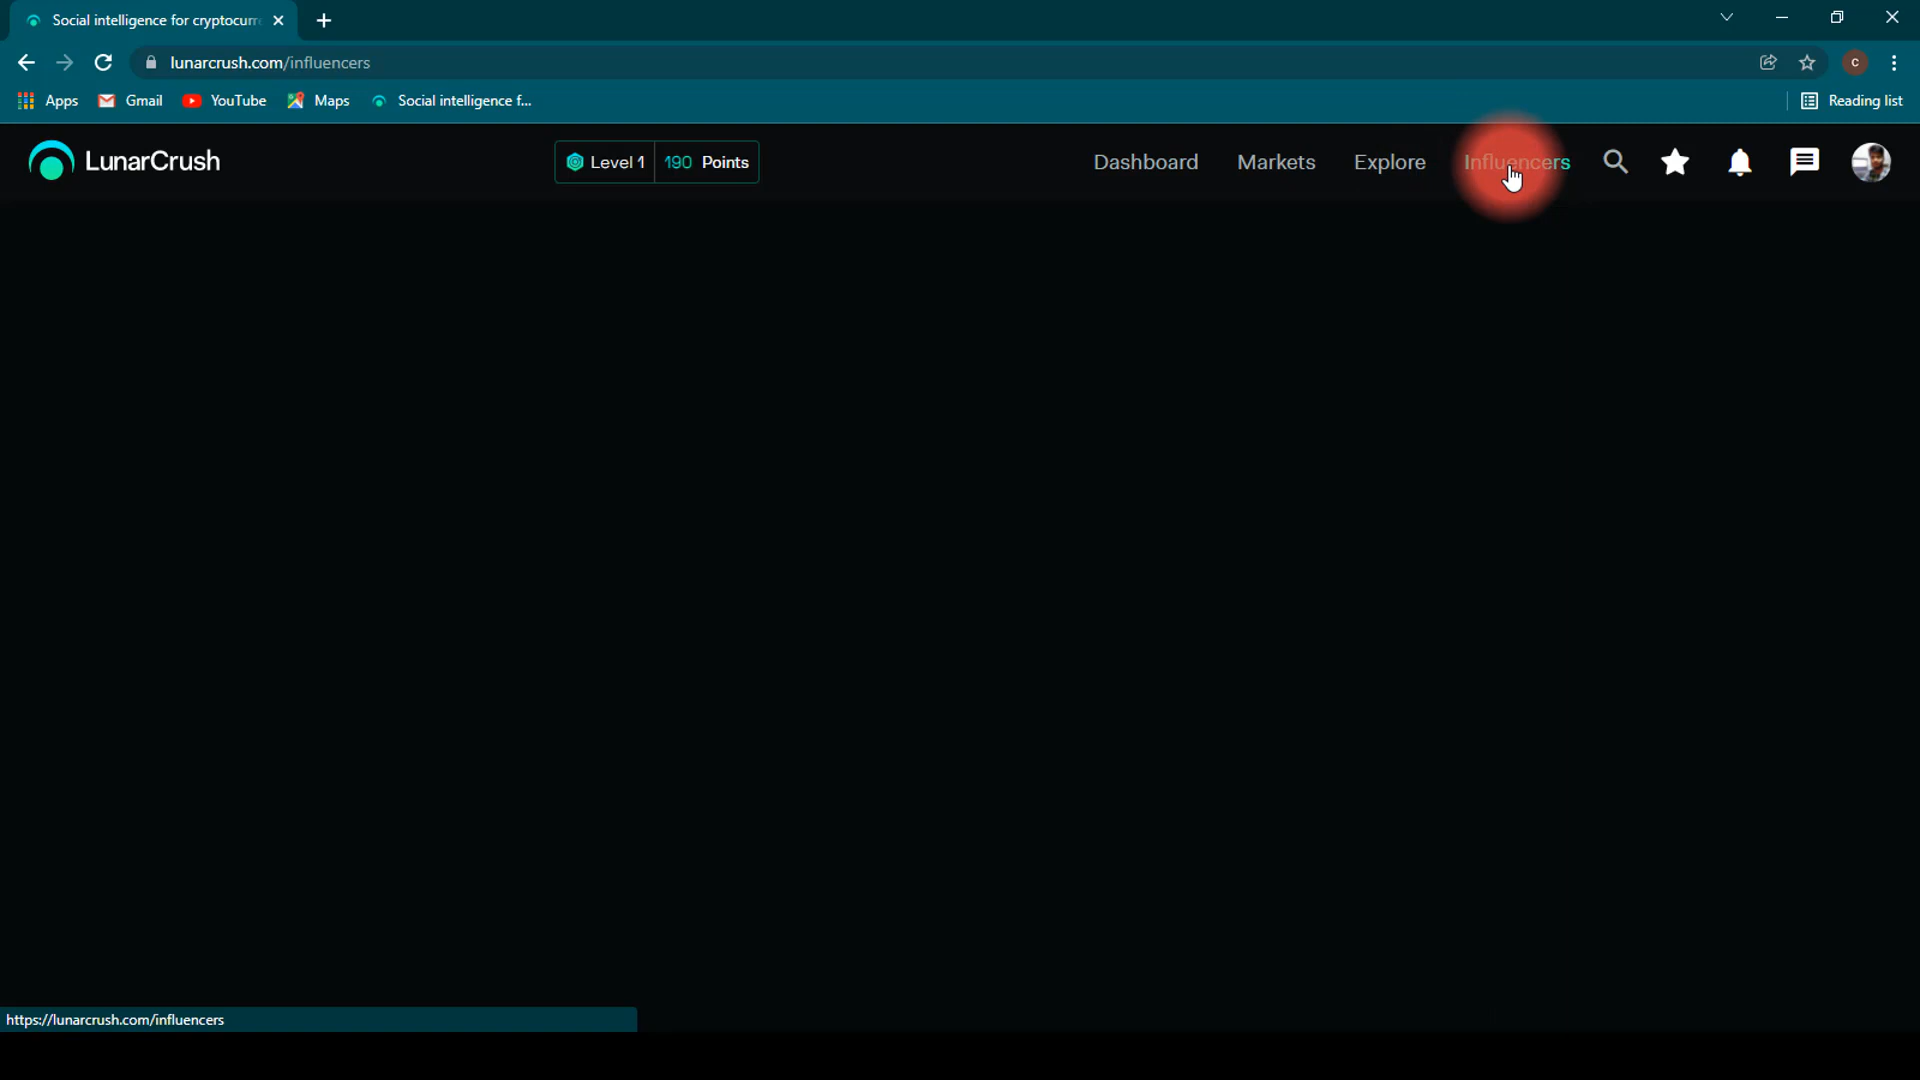 Social intelligence for cryptocurre
lunarcrush.com/influencers
C
Apps
Gmail
YouTube
Maps
Social intelligence f...
Reading list
LunarCrush
Level 1
190 Points
Dashboard
Markets
Explore
Influencers
https://lunarcrush.com/influencers